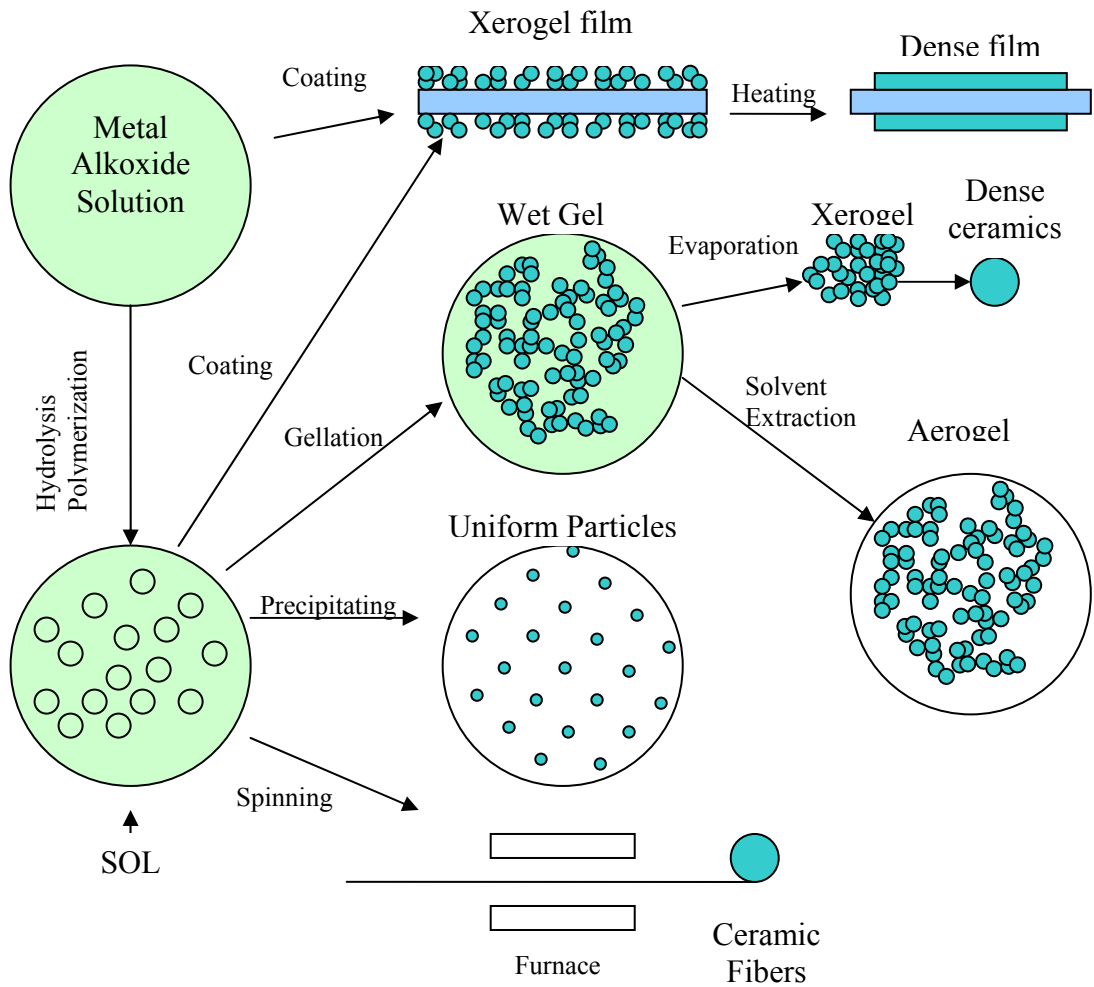 Xerogel film
Dense film
Coating
Heating
Metal
Alkoxide
Solution
Wet Gel
Xerogel
Dense
ceramics
Evaporation
Hydrolysis
Polymerization
Coating
Gellation
Solvent
Extraction
Aerogel
Uniform Particles
Precipitating
Spinning
SOL
Ceramic
Fibers
Furnace